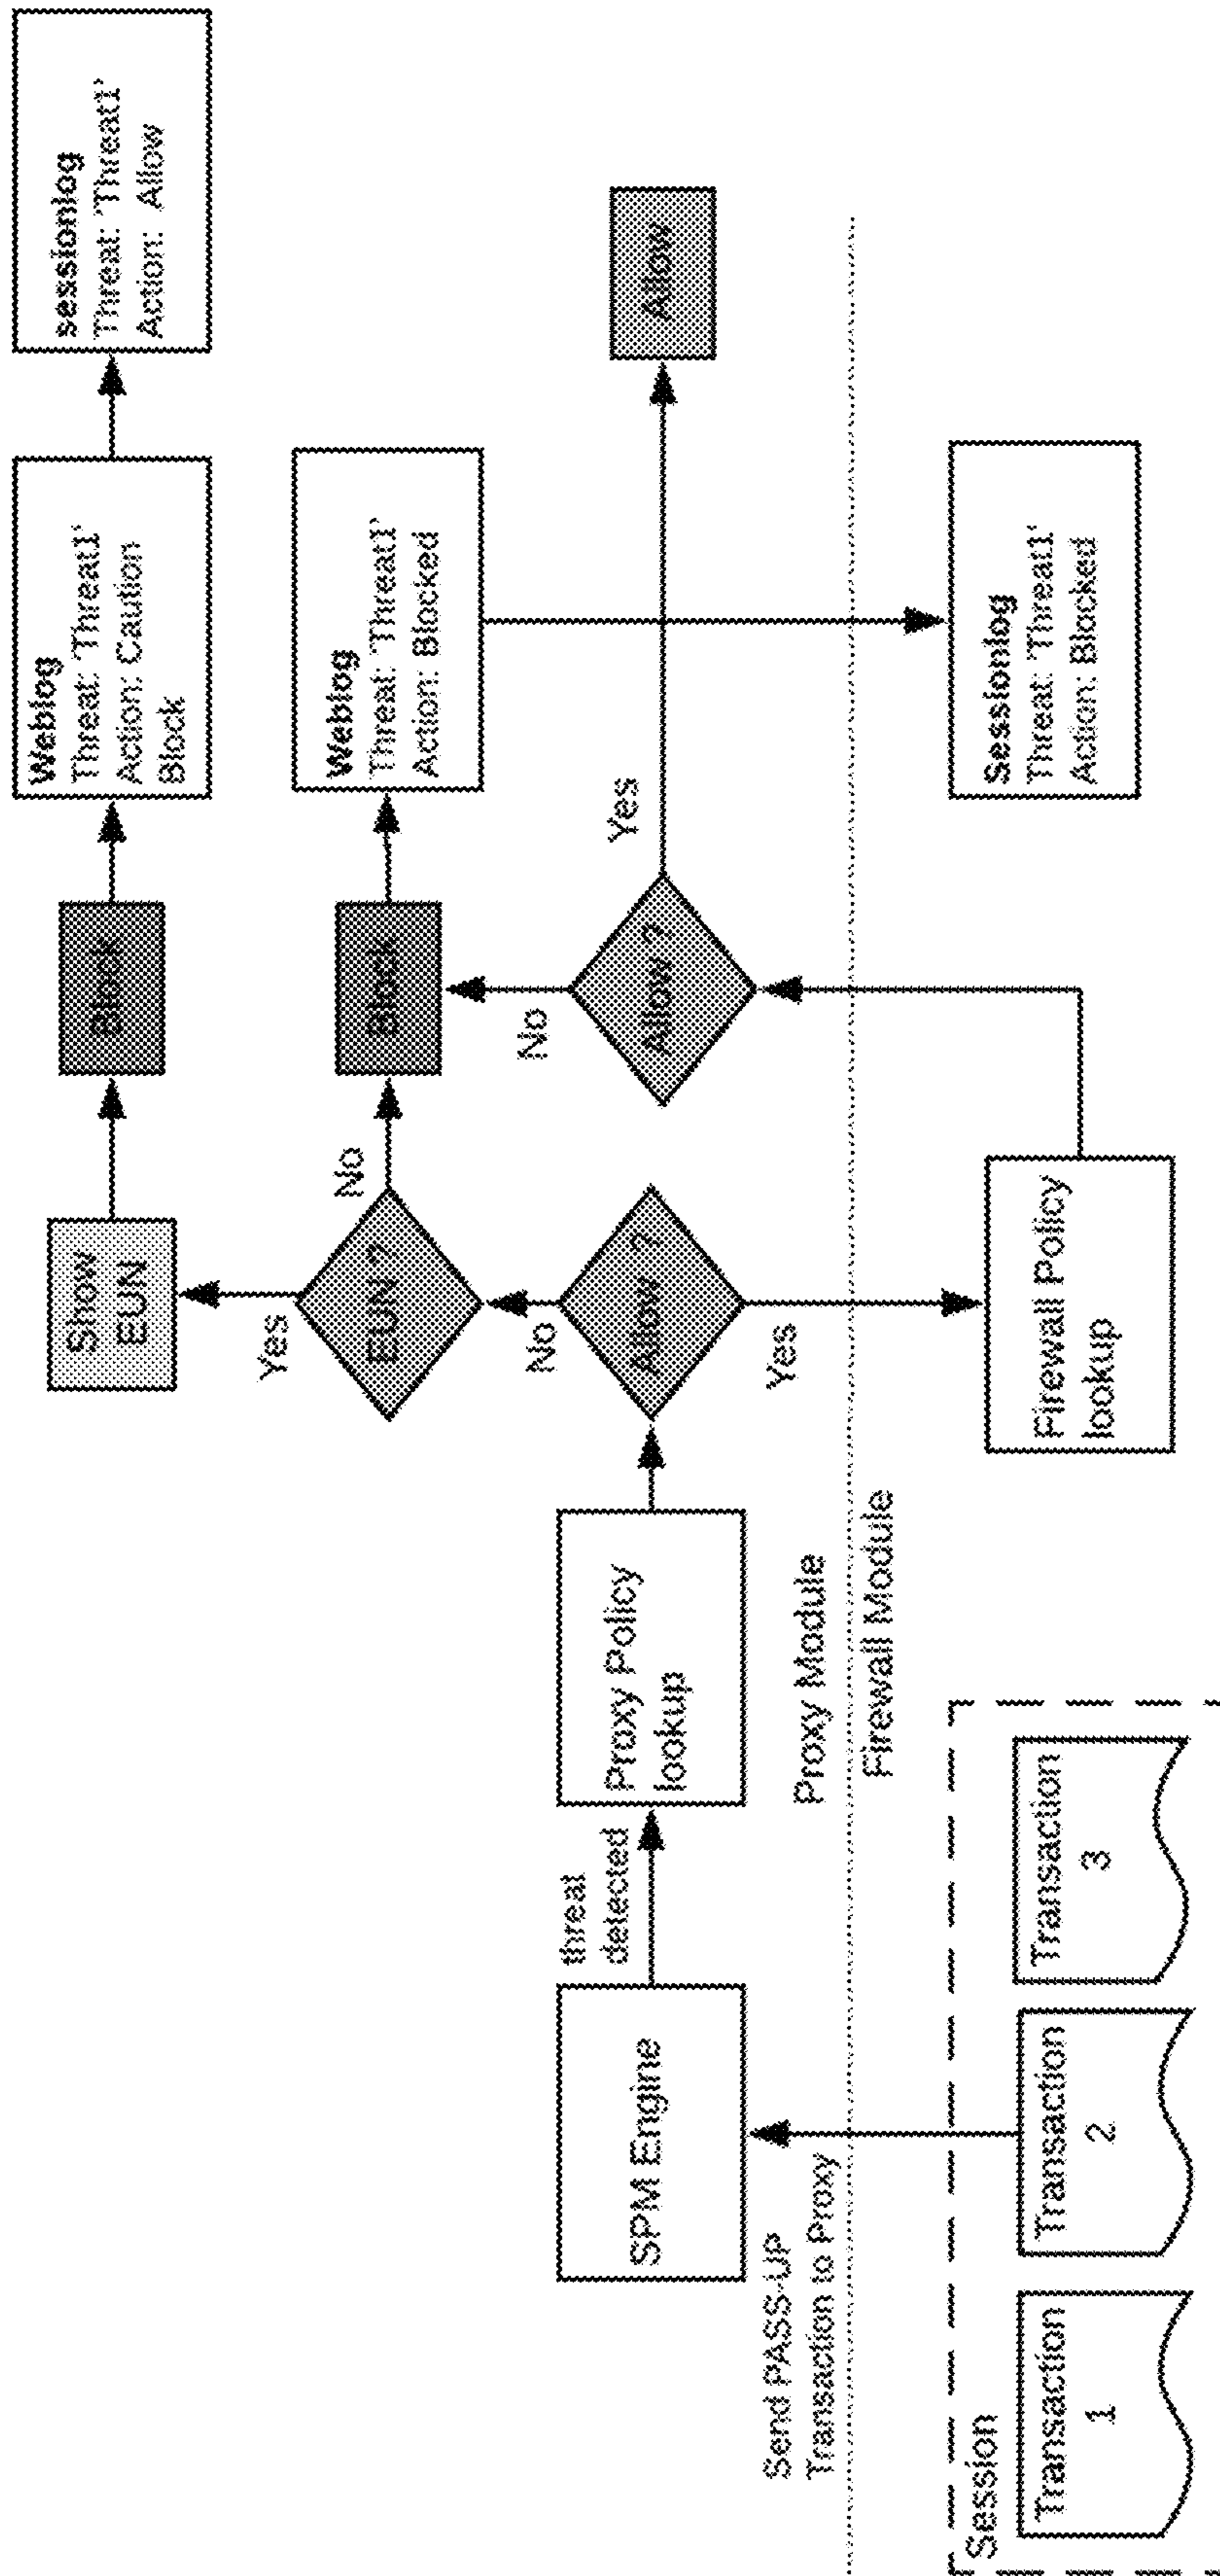 Session
Transaction
1
Transaction
2
Transaction
3
Send PASS-UP
Transaction to Proxy
SPM Engine
threat
detected
Proxy Policy
lookup
Proxy Module
Firewall Module
Allow ?
No
Yes
EUN ?
Yes
No
Show
EUN
Block
Weblog
Threat: 'Threat1'
Action: Caution
Block
sessionlog
Threat: 'Threat1'
Action: Allow
Block
Weblog
Threat: 'Threat1'
Action: Blocked
Firewall Policy
lookup
Allow ?
No
Yes
Allow
Sessionlog
Threat: 'Threat1'
Action: Blocked